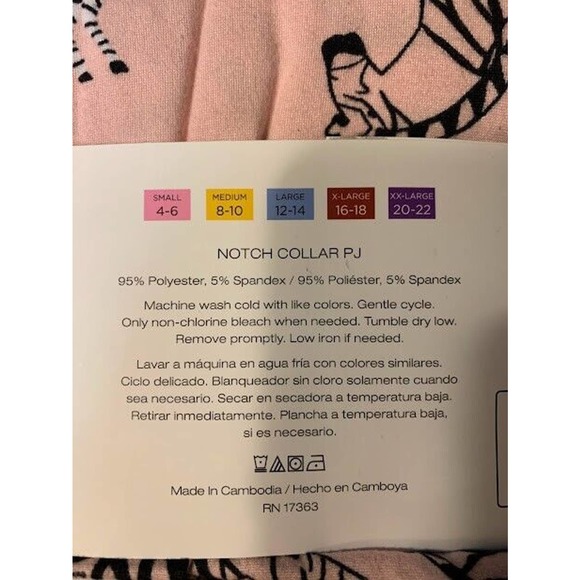 SMALL MEDIUM LARGE X-LARGE XX-LARGE
4-6 8-10 12-14 16-18 20-22
NOTCH COLLAR PJ
95% Polyester, 5% Spandex / 95% Poliéster, 5% Spandex
Machine wash cold with like colors. Gentle cycle.
Only non-chlorine bleach when needed. Tumble dry low.
Remove promptly. Low iron if needed.
Lavar a máquina en agua fría con colores similares.
Ciclo delicado. Blanqueador sin cloro solamente cuando
sea necesario. Secar en secadora a temperatura baja.
Retirar inmediatamente. Plancha a temperatura baja,
si es necesario.
Made In Cambodia / Hecho en Camboya
RN 17363